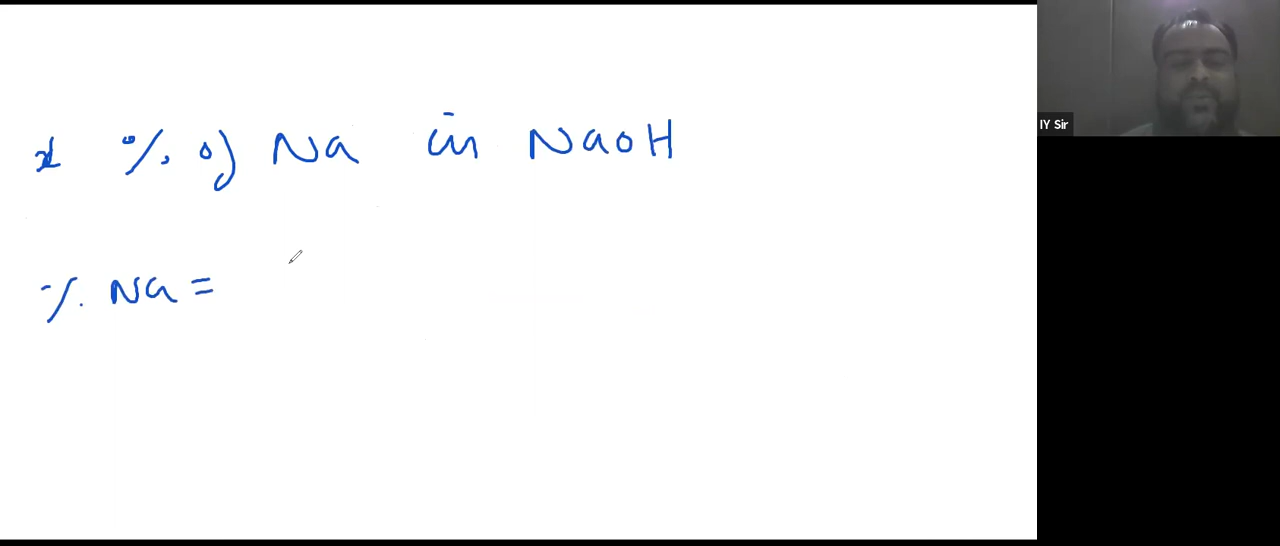 * % of Na in NaOH
IY Sir
% Na =